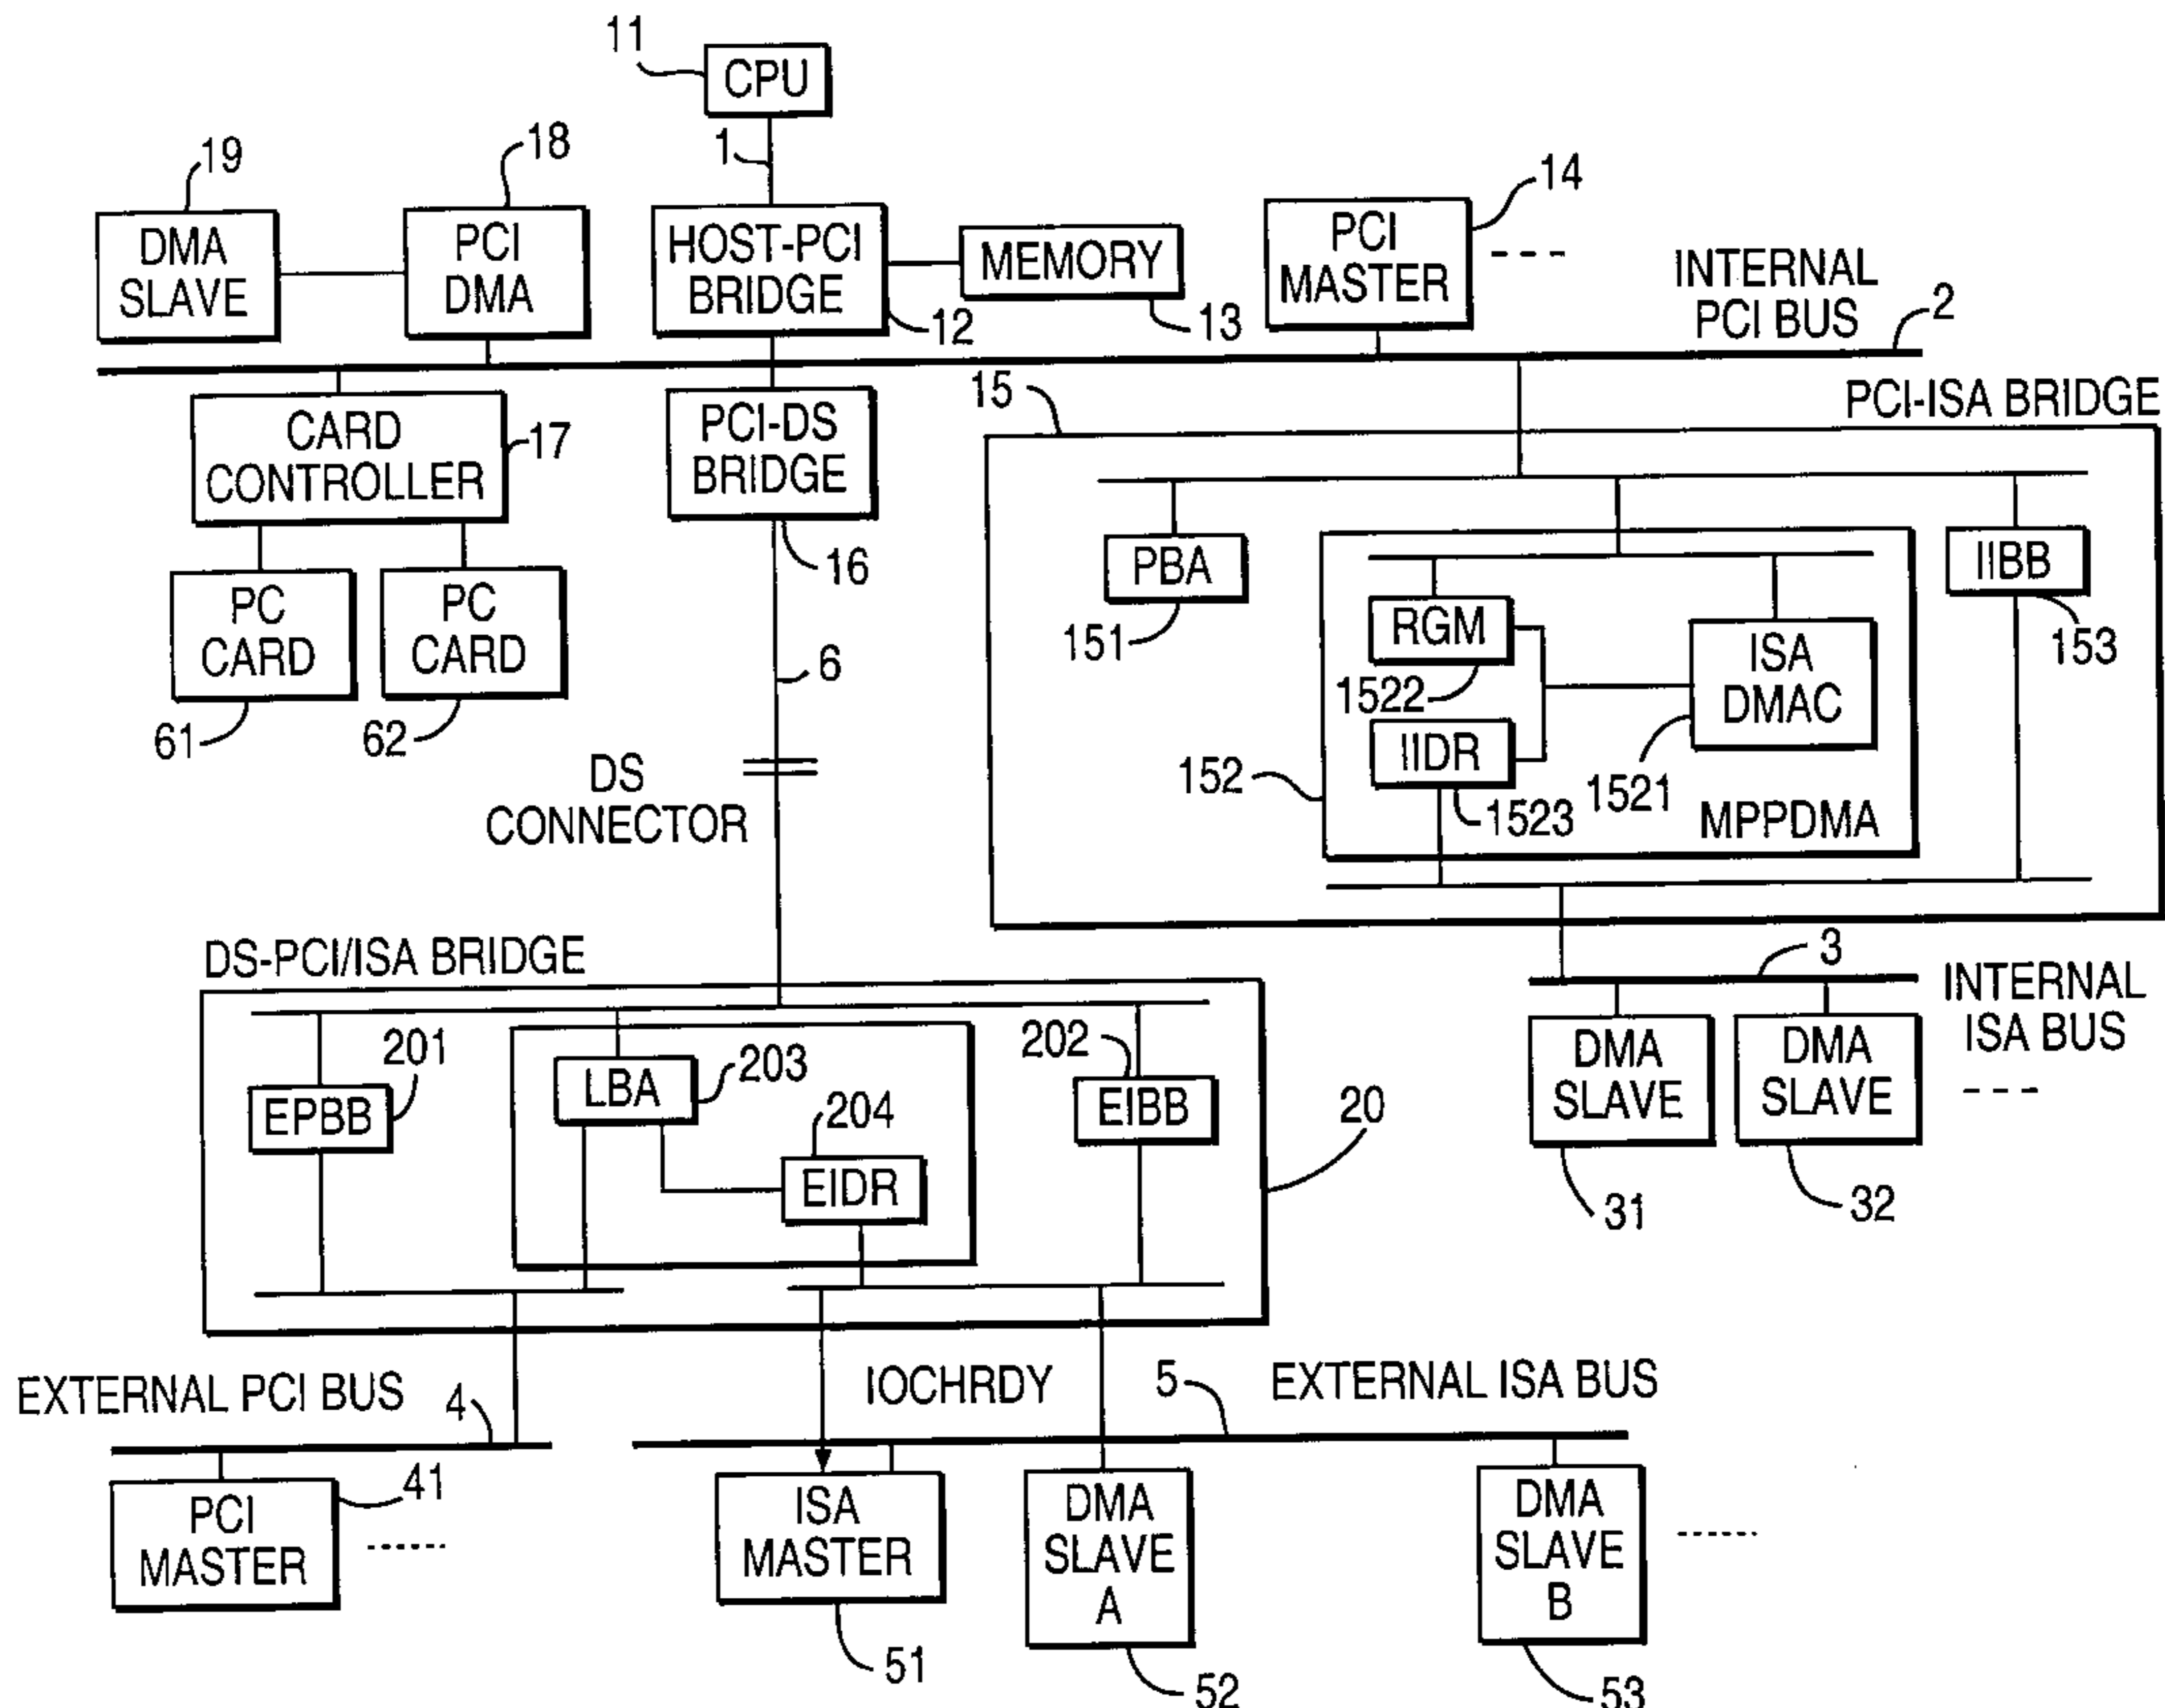 11
CPU
1
19
18
14
DMA
SLAVE
PCI
DMA
HOST-PCI
BRIDGE
12
MEMORY
13
PCI
MASTER
INTERNAL
PCI BUS
2
CARD
CONTROLLER
17
PCI-DS
BRIDGE
16
15
PCI-ISA BRIDGE
PC
CARD
61
PC
CARD
62
6
PBA
151
RGM
1522
IIDR
1523
ISA
DMAC
1521
152
MPPDMA
IIBB
153
DS
CONNECTOR
DS-PCI/ISA BRIDGE
3
INTERNAL
ISA BUS
201
EPBB
LBA
203
204
EIDR
202
EIBB
20
DMA
SLAVE
31
DMA
SLAVE
32
EXTERNAL PCI BUS
4
IOCHRDY
5
EXTERNAL ISA BUS
PCI
MASTER
41
ISA
MASTER
51
DMA
SLAVE
A
52
DMA
SLAVE
B
53